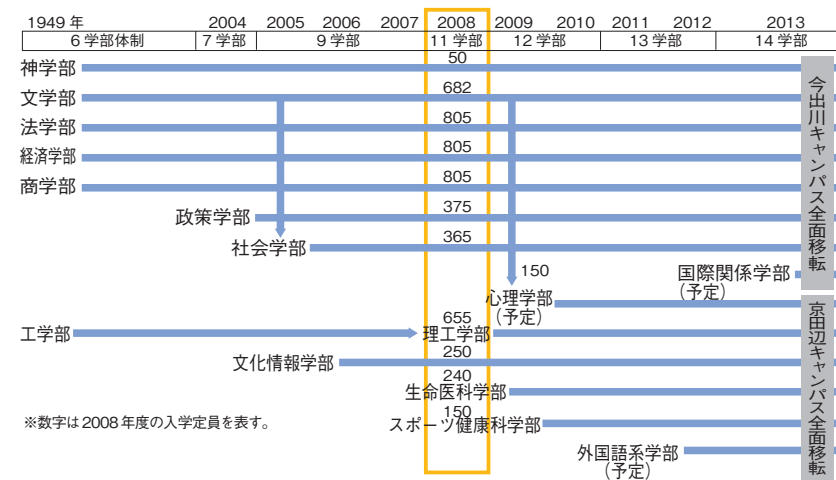 1949 年 2004 2005 2006 2007 2008 2009 2010 2011 2012 2013
6 学部体制 7 学部 9 学部 11 学部 12 学部 13 学部 14 学部
神学部 50
文学部 682
法学部 805
経済学部 805
商学部 805
政策学部 375
社会学部 365
150
国際関係学部
(予定)
心理学部
(予定)
655
工学部 理工学部
文化情報学部 250
240
生命医科学部
150
スポーツ健康科学部
外国語系学部
(予定)
※数字は2008年度の入学定員を表す。
今出川キャンパス全面移転
京田辺キャンパス全面移転